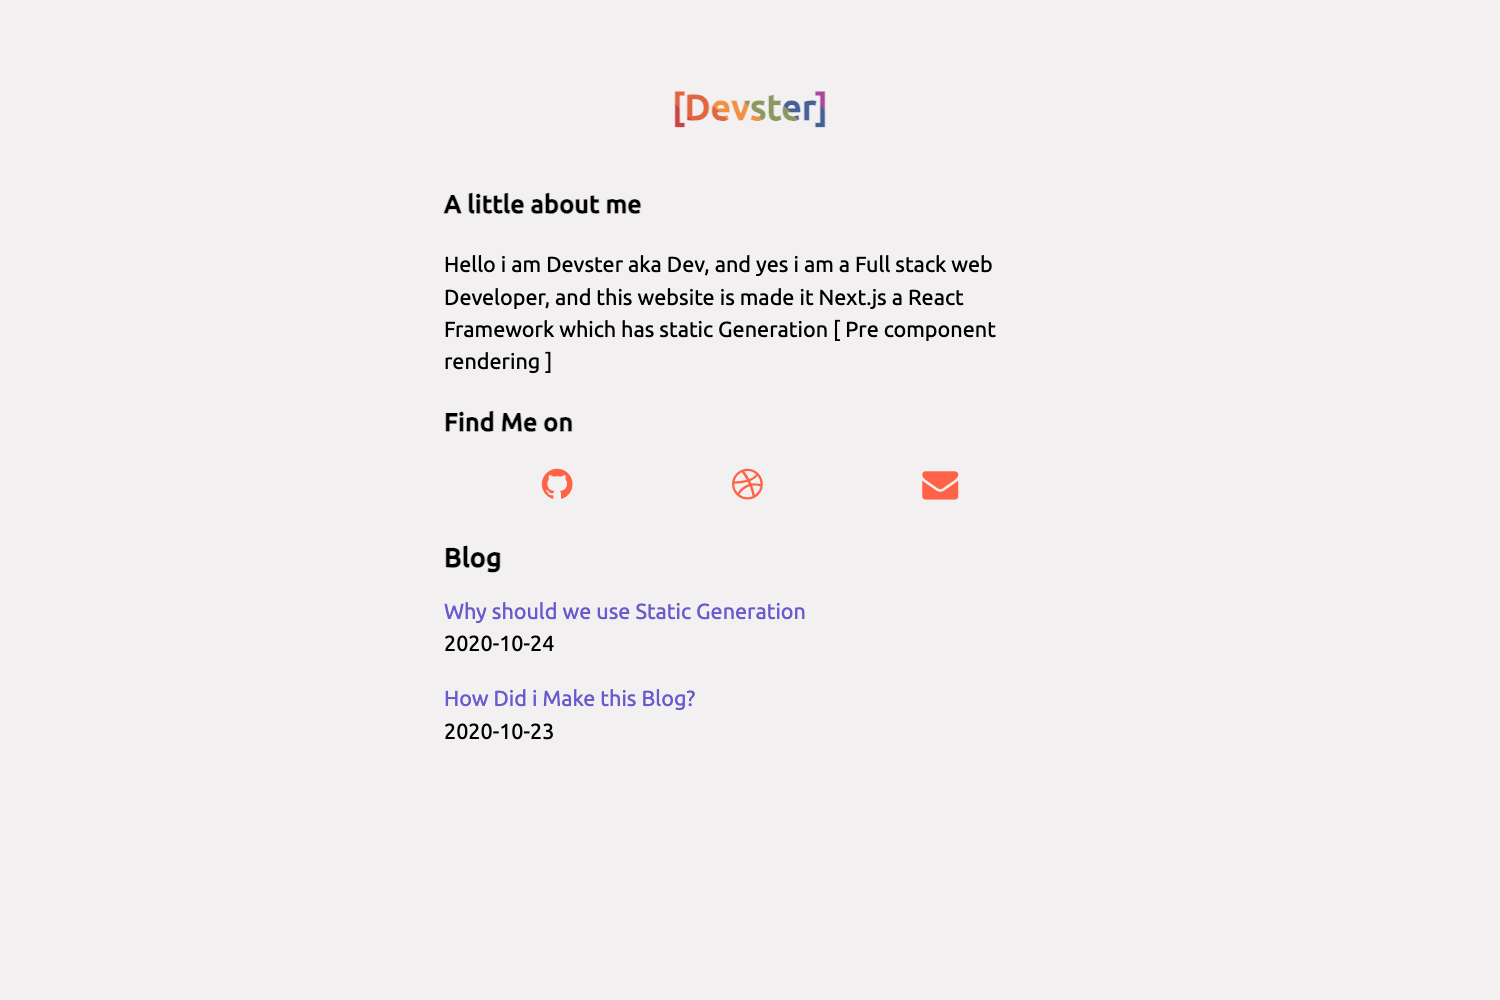 [Devster]
A little about me
Hello i am Devster aka Dev, and yes i am a Full stack web
Developer, and this website is made it Next.js a React
Framework which has static Generation [ Pre component
rendering ]
Find Me on
Blog
Why should we use Static Generation
2020-10-24
How Did i Make this Blog?
2020-10-23